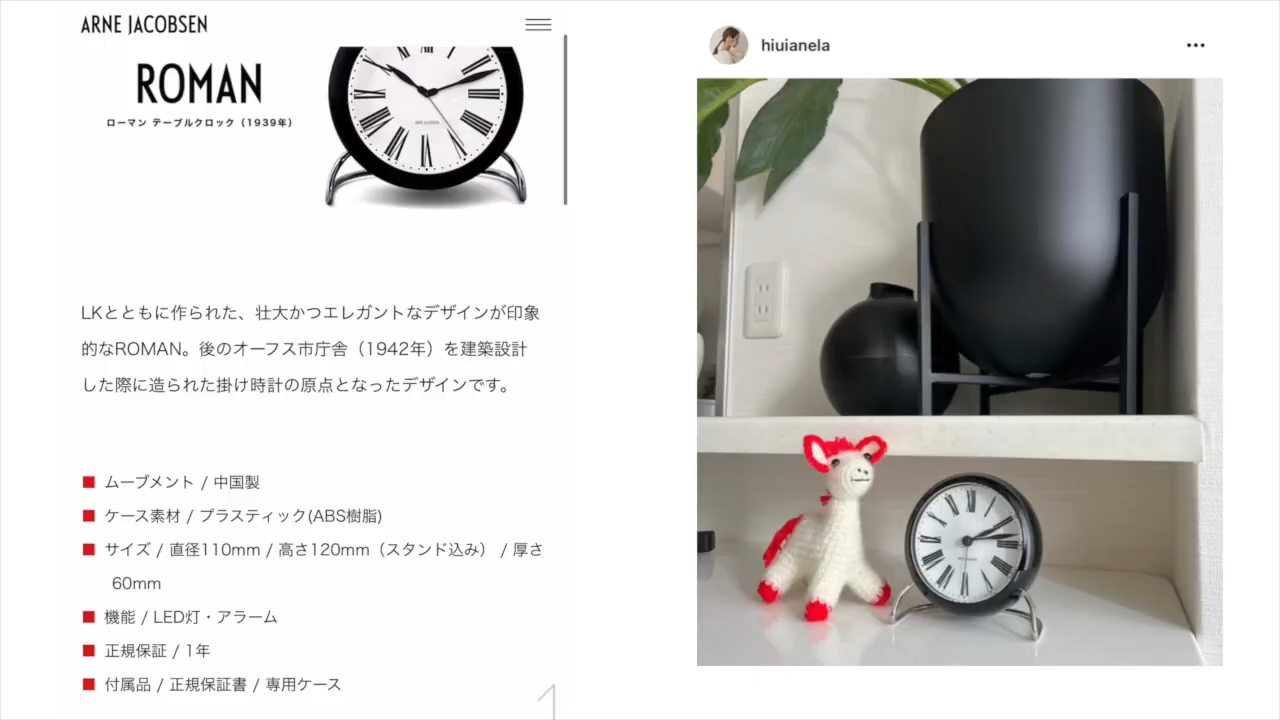 ARNE JACOBSEN
ROMAN
ローマン テーブルクロック（1939年）
LKとともに作られた、壮大かつエレガントなデザインが印象
的なROMAN。後のオーフス市庁舎（1942年）を建築設計
した際に造られた掛け時計の原点となったデザインです。
ムーブメント / 中国製
ケース素材 / プラスティック(ABS樹脂)
サイズ / 直径110mm / 高さ120mm（スタンド込み） / 厚さ
60mm
機能 / LED灯・アラーム
正規保証 / 1年
付属品 / 正規保証書 / 専用ケース
1
hiuianela